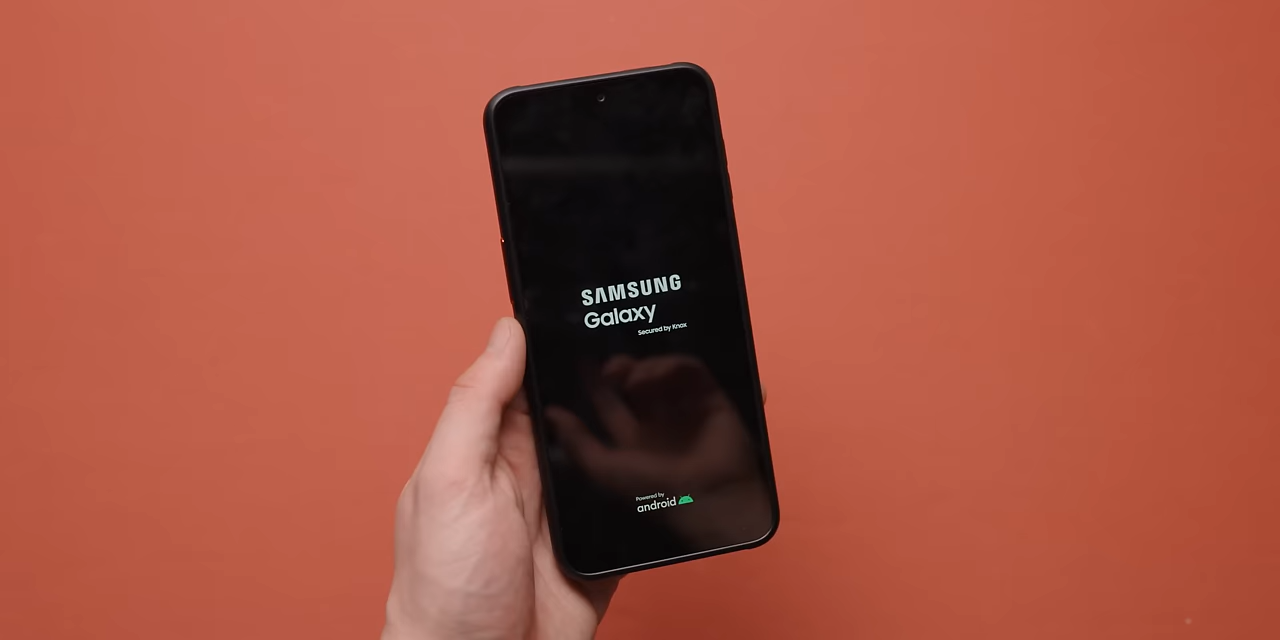 SAMSUNG
Galaxy
Secured by Knox
Powered by
android